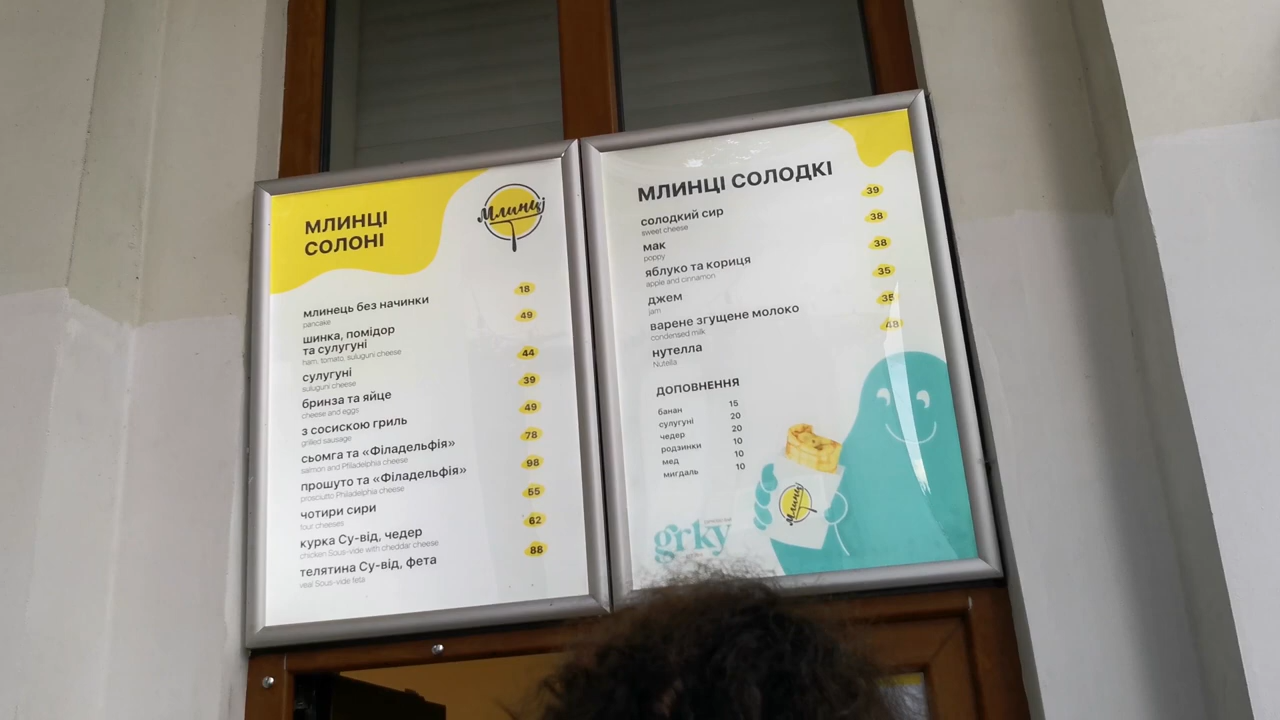 МЛИНЦІ
СОЛОНІ
Млинці
млинець без начинки 18
pancake
шинка, помідор 49
та сулугуні
ham, tomato, suluguni cheese
сулугуні 44
suluguni cheese
бринза та яйце 39
cheese and eggs
з сосискою гриль 49
grilled sausage
сьомга та «Філадельфія» 78
salmon and Pfiladelphia cheese
прошуто та «Філадельфія» 98
prosciutto Philadelphia cheese
чотири сири 55
four cheeses
курка Су-від, чедер 62
chicken Sous-vide with cheddar cheese
телятина Су-від, фета 88
veal Sous-vide feta
МЛИНЦІ СОЛОДКІ
солодкий сир 39
sweet cheese
мак 38
poppy
яблуко та кориця 38
apple and cinnamon
джем 35
jam
варене згущене молоко 35
condensed milk
нутелла 48
Nutella
ДОПОВНЕННЯ
банан 15
сулугуні 20
чедер 20
родзинки 10
мед 10
мигдаль 10
Млинці
grky